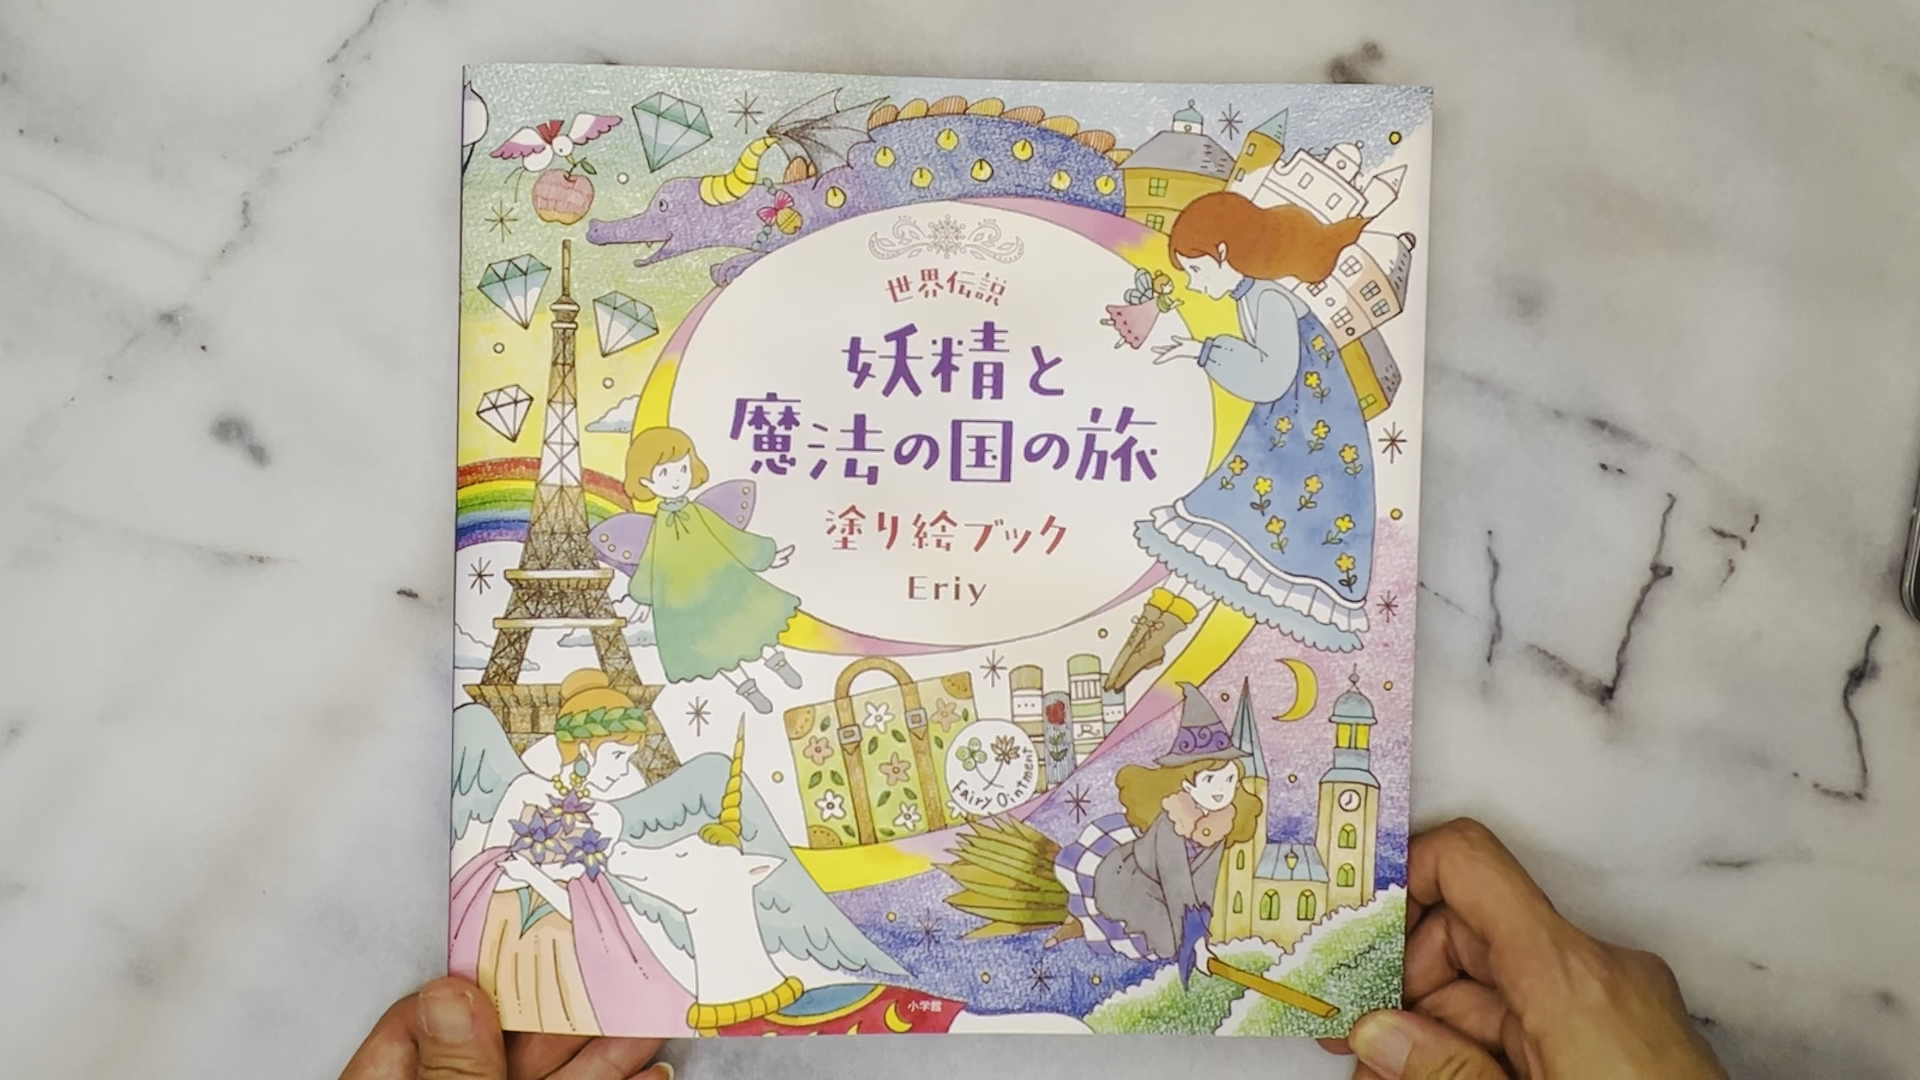 世界伝説
妖精と
魔法の国の旅
塗り絵ブック
Eriy
Fairy Ointment
小学館